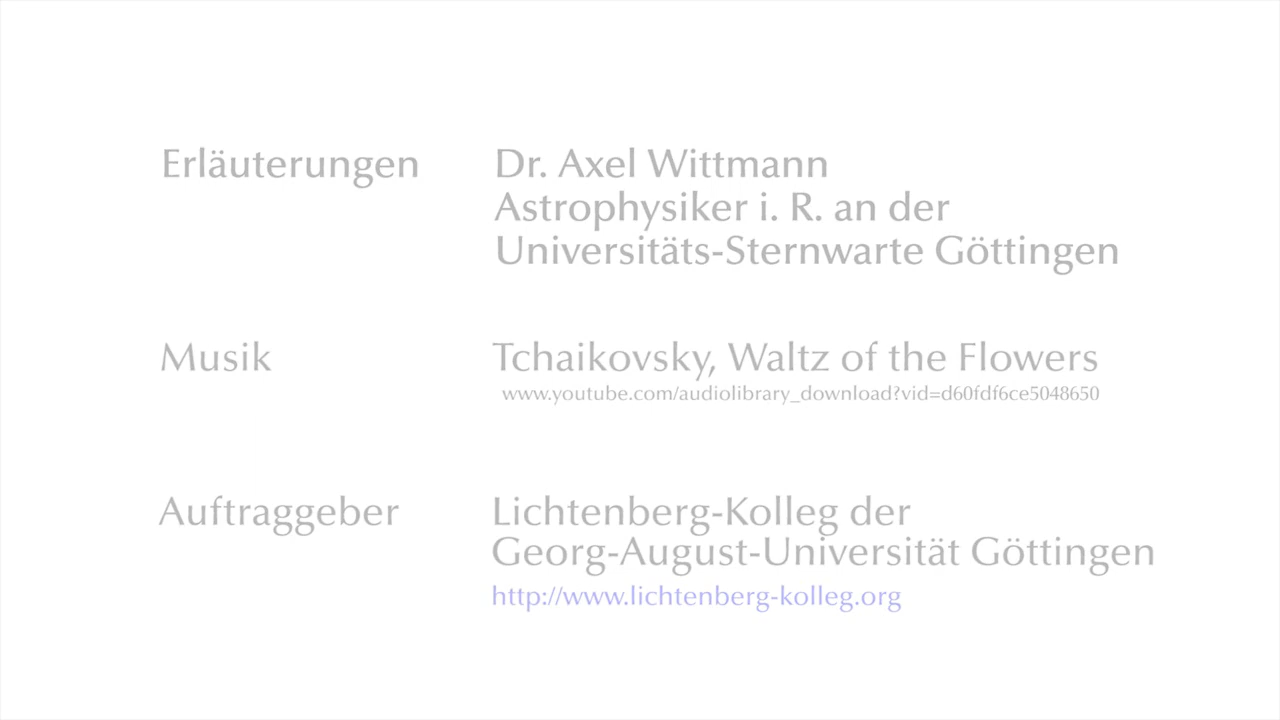 Erläuterungen
Dr. Axel Wittmann
Astrophysiker i. R. an der
Universitäts-Sternwarte Göttingen
Musik
Tchaikovsky, Waltz of the Flowers
www.youtube.com/audiolibrary_download?vid=d60fdf6ce5048650
Auftraggeber
Lichtenberg-Kolleg der
Georg-August-Universität Göttingen
http://www.lichtenberg-kolleg.org